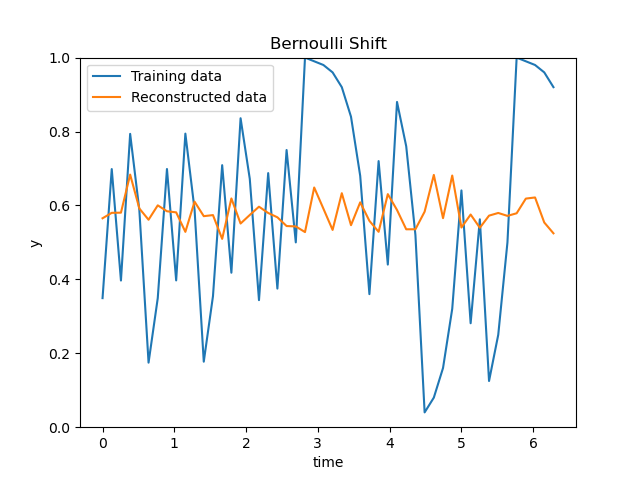 Bernoulli Shift
Training data
Reconstructed data
y
1.0
0.8
0.6
0.4
0.2
0.0
0 1 2 3 4 5 6
time